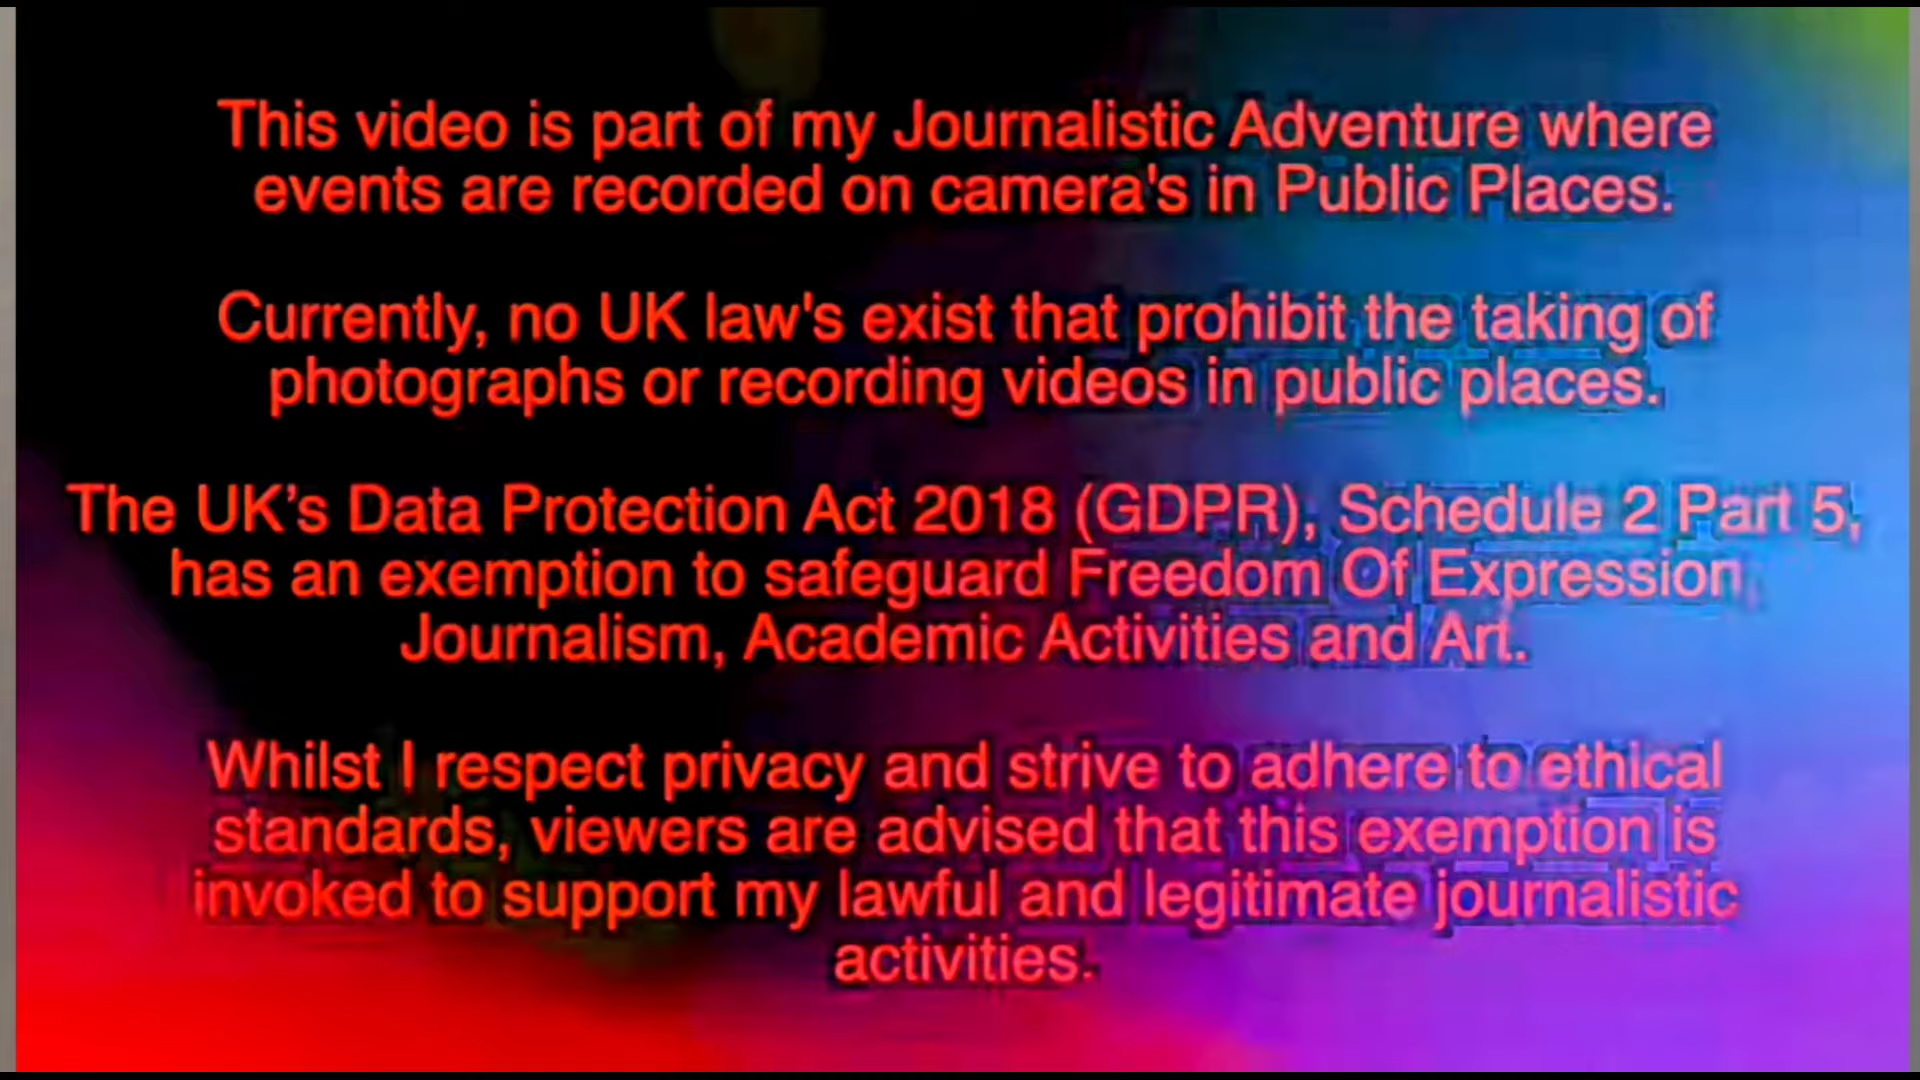 This video is part of my Journalistic Adventure where
events are recorded on camera's in Public Places.
Currently, no UK law's exist that prohibit the taking of
photographs or recording videos in public places.
The UK’s Data Protection Act 2018 (GDPR), Schedule 2 Part 5,
has an exemption to safeguard Freedom Of Expression,
Journalism, Academic Activities and Art.
Whilst I respect privacy and strive to adhere to ethical
standards, viewers are advised that this exemption is
invoked to support my lawful and legitimate journalistic
activities.